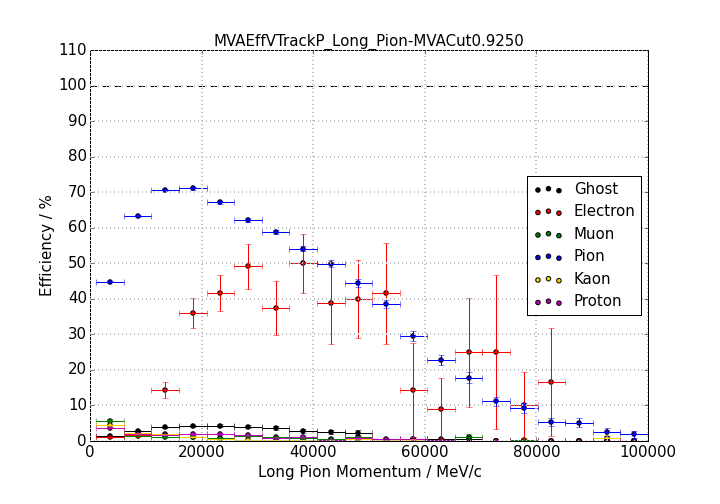 MVAEffVTrackP_Long_Pion-MVACut0.9250
110
100
90
80
70
60
50
40
30
20
10
0
Efficiency / %
Ghost
Electron
Muon
Pion
Kaon
Proton
0 20000 40000 60000 80000 100000
Long Pion Momentum / MeV/c